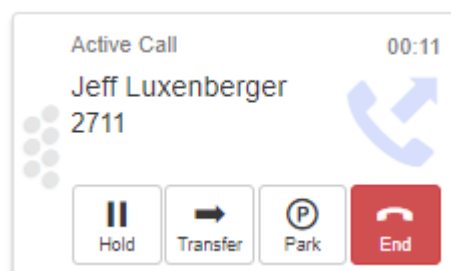 Active Call 00:11
Jeff Luxenberger
2711
Hold Transfer Park End